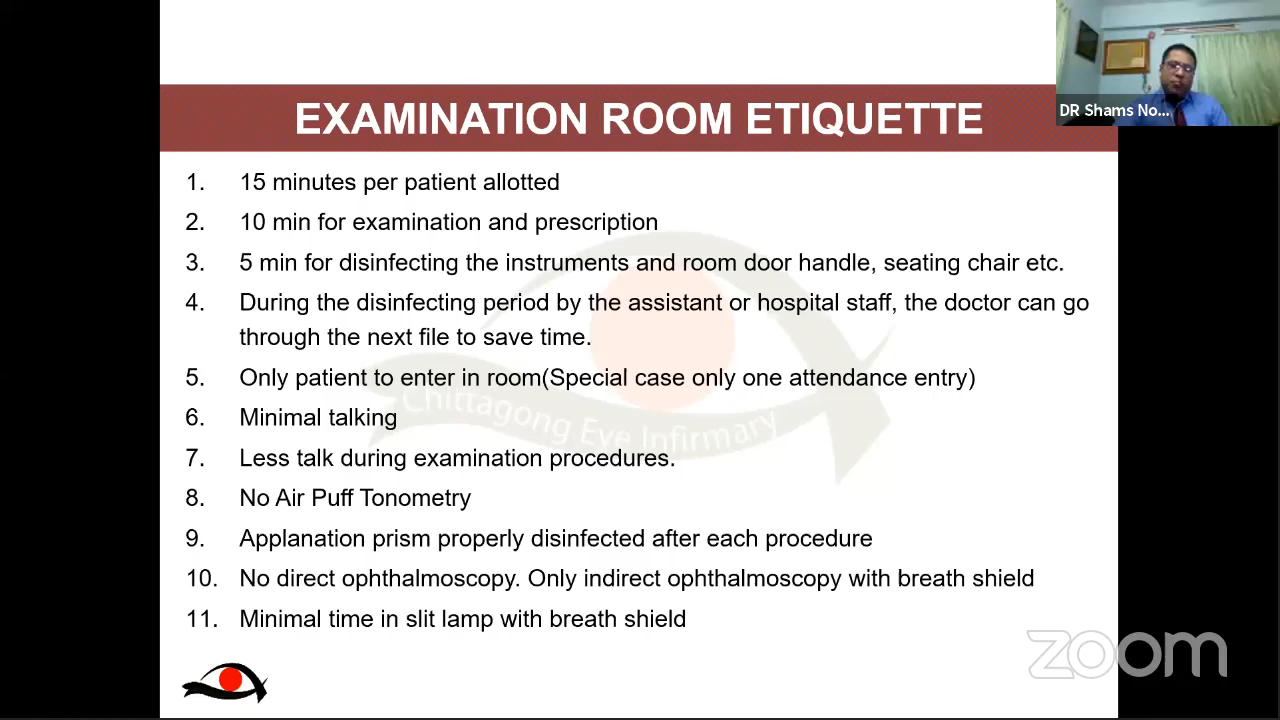 EXAMINATION ROOM ETIQUETTE
DR Shams No...
1. 15 minutes per patient allotted
2. 10 min for examination and prescription
3. 5 min for disinfecting the instruments and room door handle, seating chair etc.
4. During the disinfecting period by the assistant or hospital staff, the doctor can go
through the next file to save time.
5. Only patient to enter in room(Special case only one attendance entry)
6. Minimal talking
7. Less talk during examination procedures.
8. No Air Puff Tonometry
9. Applanation prism properly disinfected after each procedure
10. No direct ophthalmoscopy. Only indirect ophthalmoscopy with breath shield
11. Minimal time in slit lamp with breath shield
Chittagong Eye Infirmary
zoom